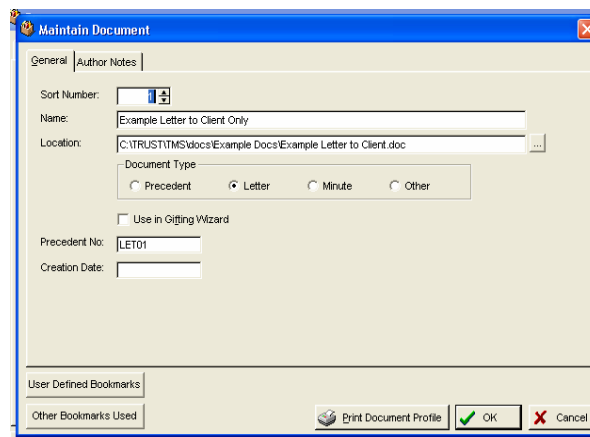 Maintain Document
General Author Notes
Sort Number: 1
Name: Example Letter to Client Only
Location: C:\TRUST\TMS\docs\Example Docs\Example Letter to Client.doc ...
Document Type
Precedent Letter Minute Other
Use in Gifting Wizard
Precedent No: LET01
Creation Date:
User Defined Bookmarks
Other Bookmarks Used Print Document Profile OK Cancel